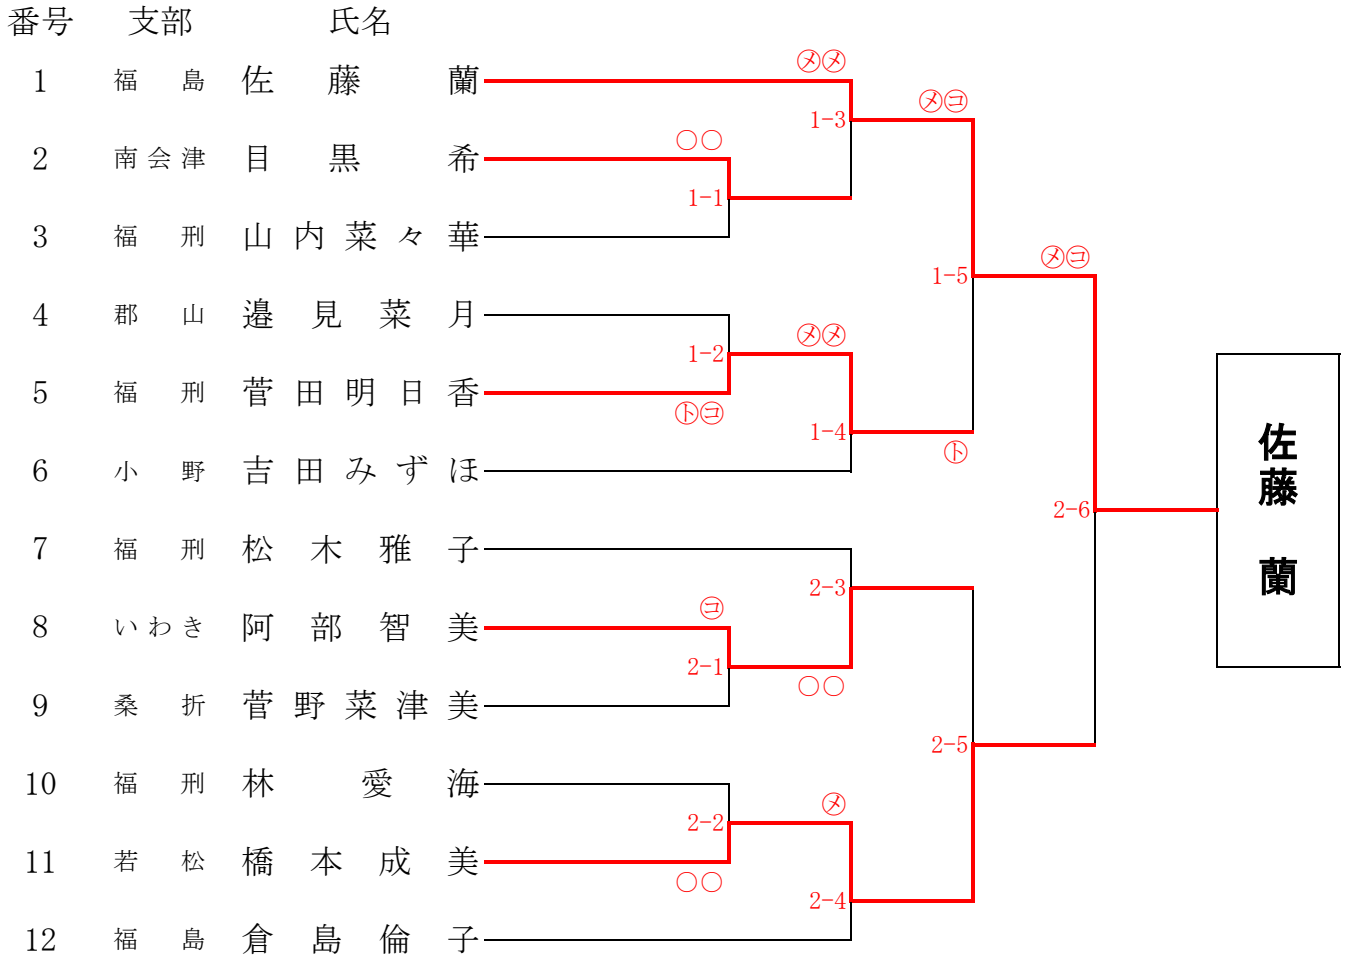 番号 支部 氏名
1 福島 佐藤蘭
2 南会津 目黒希
3 福刑 山内菜々華
4 郡山 邉見菜月
5 福刑 菅田明日香
6 小野 吉田みずほ
7 福刑 松木雅子
8 いわき 阿部智美
9 桑折 菅野菜津美
10 福刑 林愛海
11 若松 橋本成美
12 福島 倉島倫子
〇〇
1-1
1-2
㋣㋙
㋙
2-1
2-2
〇〇
㋱㋱
1-3
㋱㋱
1-4
2-3
〇〇
㋱
2-4
㋱㋙
1-5
㋣
2-5
㋱㋙
2-6
佐藤 蘭